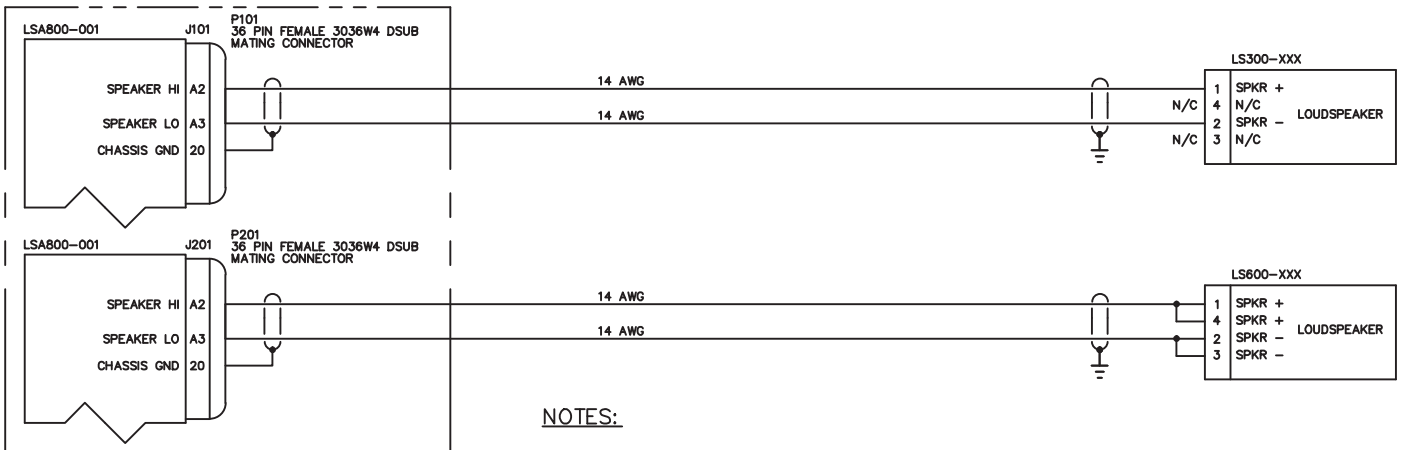 LSA800-001 J101 P101
36 PIN FEMALE 3036W4 DSUB
MATING CONNECTOR
SPEAKER HI A2
SPEAKER LO A3
CHASSIS GND 20
14 AWG
14 AWG
LS300-XXX
1 SPKR +
N/C 4 N/C
2 SPKR -
N/C 3 N/C
LOUDSPEAKER
LSA800-001 J201 P201
36 PIN FEMALE 3036W4 DSUB
MATING CONNECTOR
SPEAKER HI A2
SPEAKER LO A3
CHASSIS GND 20
14 AWG
14 AWG
LS600-XXX
1 SPKR +
4 SPKR +
2 SPKR -
3 SPKR -
LOUDSPEAKER
NOTES: